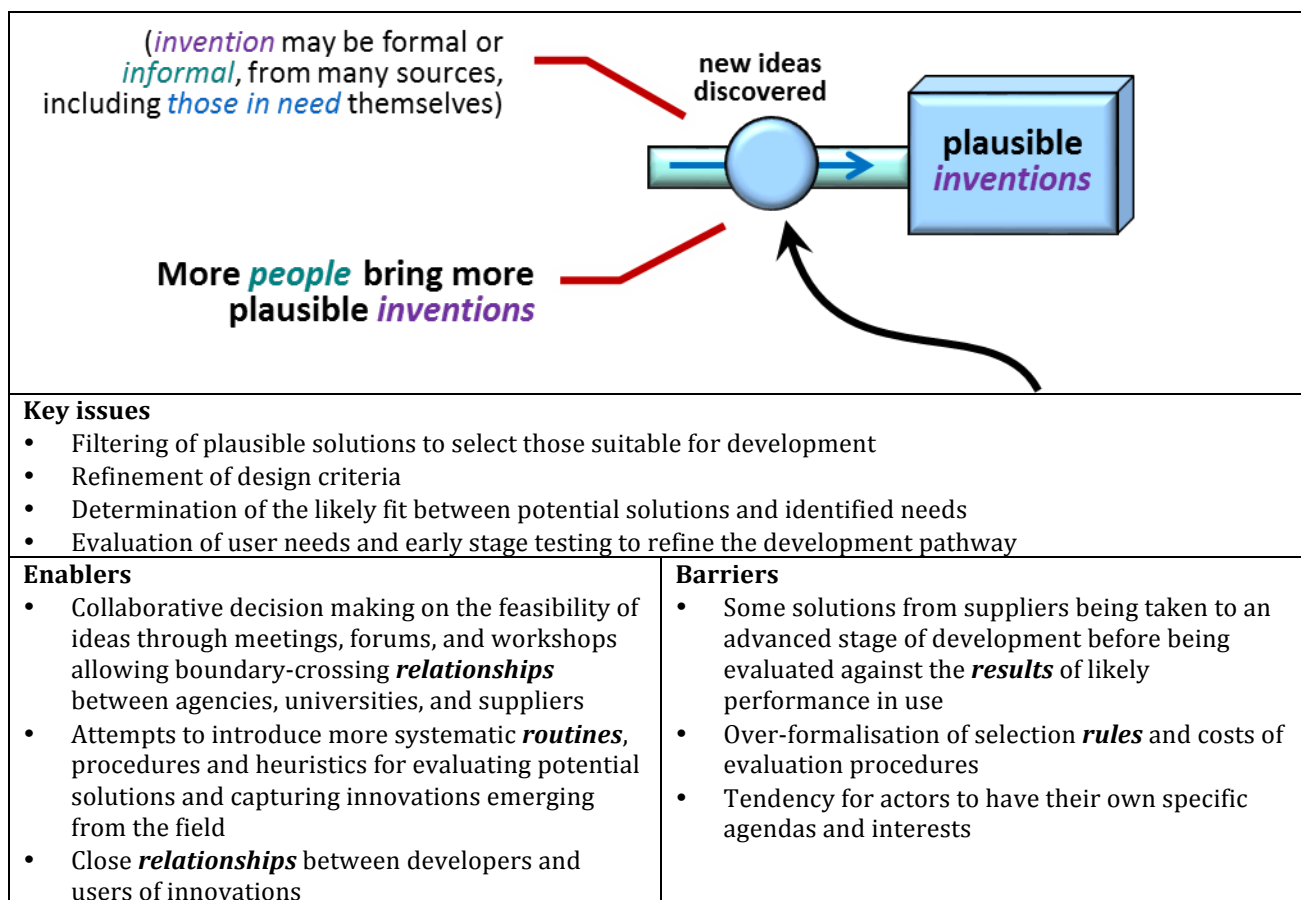 (invention may be formal or
informal, from many sources,
including those in need themselves)
new ideas
discovered
plausible
inventions
More people bring more
plausible inventions
Key issues
• Filtering of plausible solutions to select those suitable for development
• Refinement of design criteria
• Determination of the likely fit between potential solutions and identified needs
• Evaluation of user needs and early stage testing to refine the development pathway
Enablers
• Collaborative decision making on the feasibility of
ideas through meetings, forums, and workshops
allowing boundary-crossing relationships
between agencies, universities, and suppliers
• Attempts to introduce more systematic routines,
procedures and heuristics for evaluating potential
solutions and capturing innovations emerging
from the field
• Close relationships between developers and
users of innovations
Barriers
• Some solutions from suppliers being taken to an
advanced stage of development before being
evaluated against the results of likely
performance in use
• Over-formalisation of selection rules and costs of
evaluation procedures
• Tendency for actors to have their own specific
agendas and interests